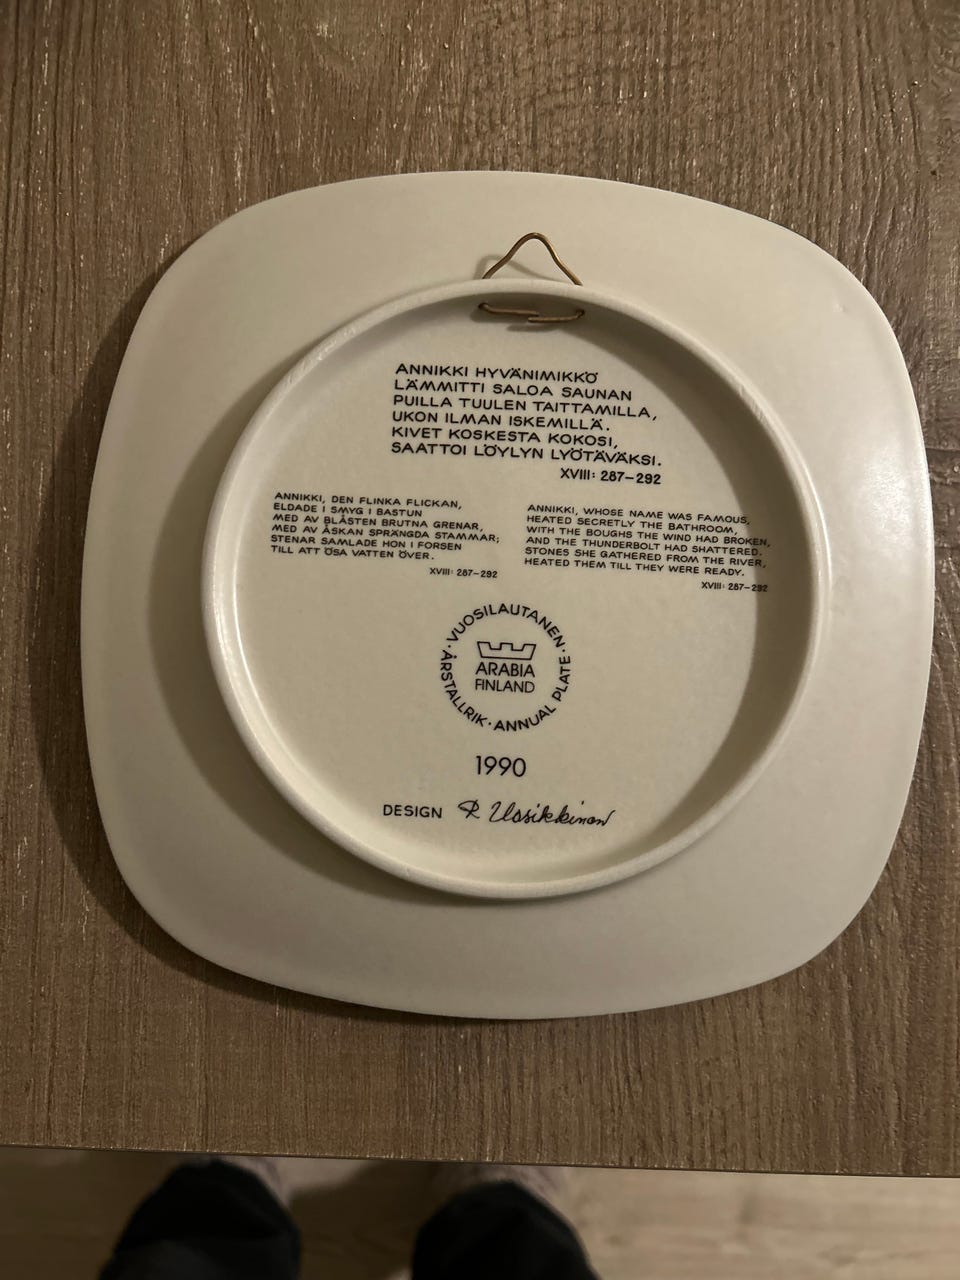 ANNIKKI HYVÄNIMIKKÖ
LÄMMITTI SALOA SAUNAN
PUILLA TUULEN TAITTAMILLA,
UKON ILMAN ISKEMILLÄ.
KIVET KOSKESTA KOKOSI,
SAATTOI LÖYLYN LYÖTÄVÄKSI.
XVIII: 287–292
ANNIKKI, DEN FLINKA FLICKAN,
ELDADE I SMYG I BASTUN
MED AV BLÅSTEN BRUTNA GRENAR,
MED AV ÅSKAN SPRÄNGDA STAMMAR;
STENAR SAMLADE HON I FORSEN
TILL ATT ÖSA VATTEN ÖVER.
XVIII: 287–292
ANNIKKI, WHOSE NAME WAS FAMOUS,
HEATED SECRETLY THE BATHROOM,
WITH THE BOUGHS THE WIND HAD BROKEN,
AND THE THUNDERBOLT HAD SHATTERED.
STONES SHE GATHERED FROM THE RIVER,
HEATED THEM TILL THEY WERE READY.
XVIII: 287–292
· VUOSILAUTANEN · ANNUAL PLATE · ÅRSTALLRIK
ARABIA
FINLAND
1990
DESIGN R Uosikkinen